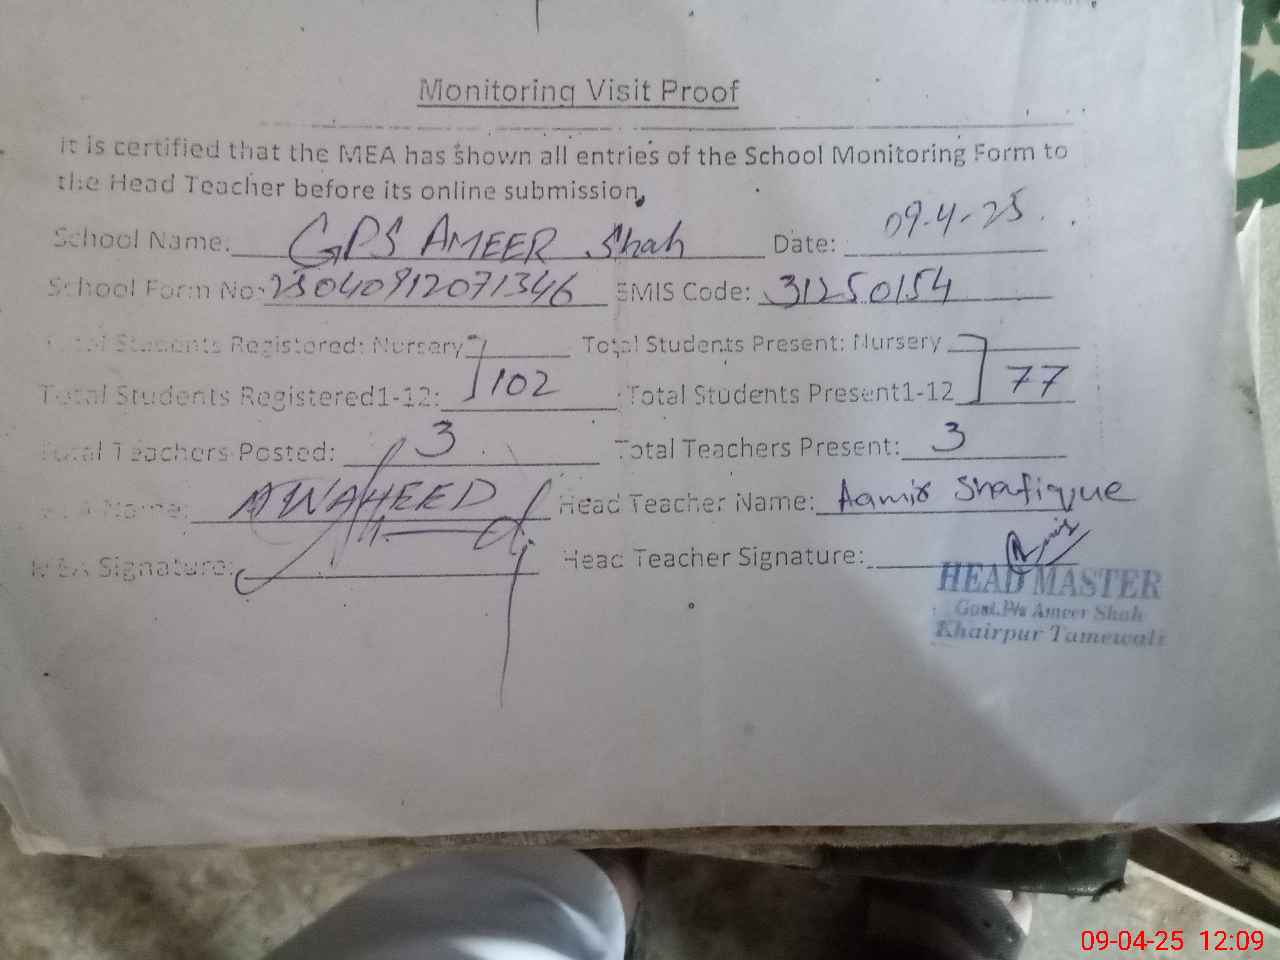 Monitoring Visit Proof
It is certified that the MEA has shown all entries of the School Monitoring Form to
the Head Teacher before its online submission.
School Name: GPS AMEER Shah Date: 09-4-25.
School Form No: 25040912071346 EMIS Code: 31250154
Total Students Registered: Nursery Total Students Present: Nursery
Total Students Registered1-12: 102 Total Students Present1-12 77
Total Teachers Posted: 3 Total Teachers Present: 3
Name: A WAHEED Head Teacher Name: Aamir Shafique
MEA Signature: Head Teacher Signature:
HEAD MASTER
Govt. P/s Ameer Shah
Khairpur Tamewali
09-04-25 12:09